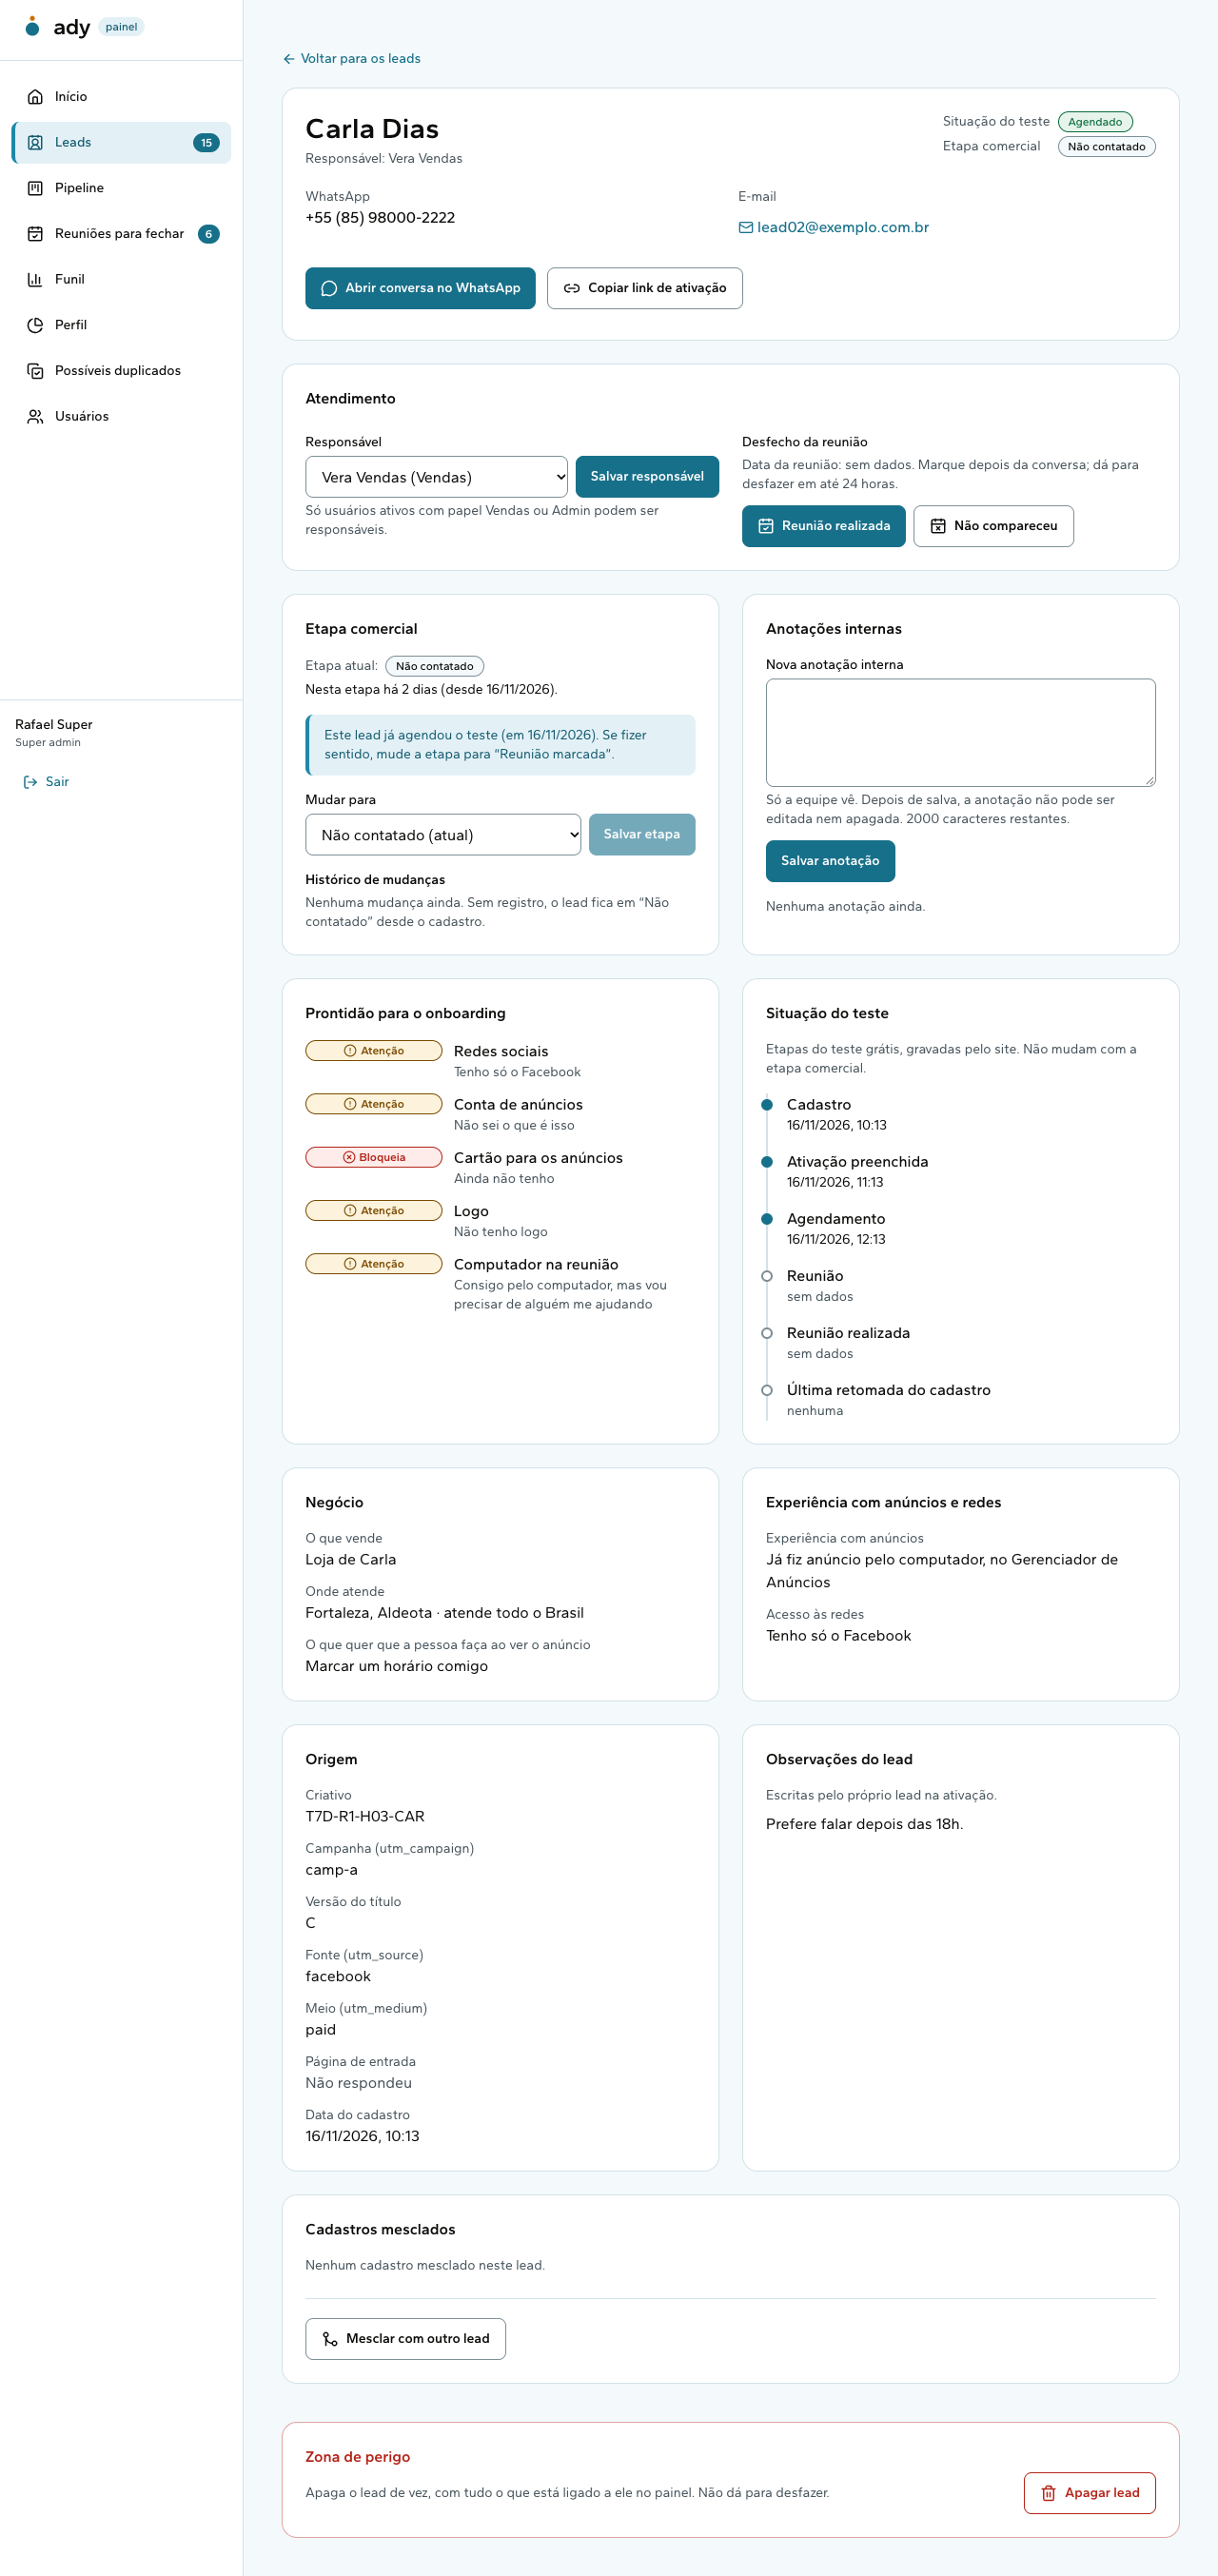 ady painel
Início
Leads 15
Pipeline
Reuniões para fechar 6
Funil
Perfil
Possíveis duplicados
Usuários
Rafael Super
Super admin
Sair
Voltar para os leads
Carla Dias
Responsável: Vera Vendas
Situação do teste Agendado
Etapa comercial Não contatado
WhatsApp
+55 (85) 98000-2222
E-mail
lead02@exemplo.com.br
Abrir conversa no WhatsApp
Copiar link de ativação
Atendimento
Responsável
Vera Vendas (Vendas)
Salvar responsável
Só usuários ativos com papel Vendas ou Admin podem ser
responsáveis.
Desfecho da reunião
Data da reunião: sem dados. Marque depois da conversa; dá para
desfazer em até 24 horas.
Reunião realizada
Não compareceu
Etapa comercial
Etapa atual: Não contatado
Nesta etapa há 2 dias (desde 16/11/2026).
Este lead já agendou o teste (em 16/11/2026). Se fizer
sentido, mude a etapa para “Reunião marcada”.
Mudar para
Não contatado (atual)
Salvar etapa
Histórico de mudanças
Nenhuma mudança ainda. Sem registro, o lead fica em “Não
contatado” desde o cadastro.
Anotações internas
Nova anotação interna
Só a equipe vê. Depois de salva, a anotação não pode ser
editada nem apagada. 2000 caracteres restantes.
Salvar anotação
Nenhuma anotação ainda.
Prontidão para o onboarding
Atenção Redes sociais
Tenho só o Facebook
Atenção Conta de anúncios
Não sei o que é isso
Bloqueia Cartão para os anúncios
Ainda não tenho
Atenção Logo
Não tenho logo
Atenção Computador na reunião
Consigo pelo computador, mas vou
precisar de alguém me ajudando
Situação do teste
Etapas do teste grátis, gravadas pelo site. Não mudam com a
etapa comercial.
Cadastro
16/11/2026, 10:13
Ativação preenchida
16/11/2026, 11:13
Agendamento
16/11/2026, 12:13
Reunião
sem dados
Reunião realizada
sem dados
Última retomada do cadastro
nenhuma
Negócio
O que vende
Loja de Carla
Onde atende
Fortaleza, Aldeota · atende todo o Brasil
O que quer que a pessoa faça ao ver o anúncio
Marcar um horário comigo
Experiência com anúncios e redes
Experiência com anúncios
Já fiz anúncio pelo computador, no Gerenciador de
Anúncios
Acesso às redes
Tenho só o Facebook
Origem
Criativo
T7D-R1-H03-CAR
Campanha (utm_campaign)
camp-a
Versão do título
C
Fonte (utm_source)
facebook
Meio (utm_medium)
paid
Página de entrada
Não respondeu
Data do cadastro
16/11/2026, 10:13
Observações do lead
Escritas pelo próprio lead na ativação.
Prefere falar depois das 18h.
Cadastros mesclados
Nenhum cadastro mesclado neste lead.
Mesclar com outro lead
Zona de perigo
Apaga o lead de vez, com tudo o que está ligado a ele no painel. Não dá para desfazer.
Apagar lead